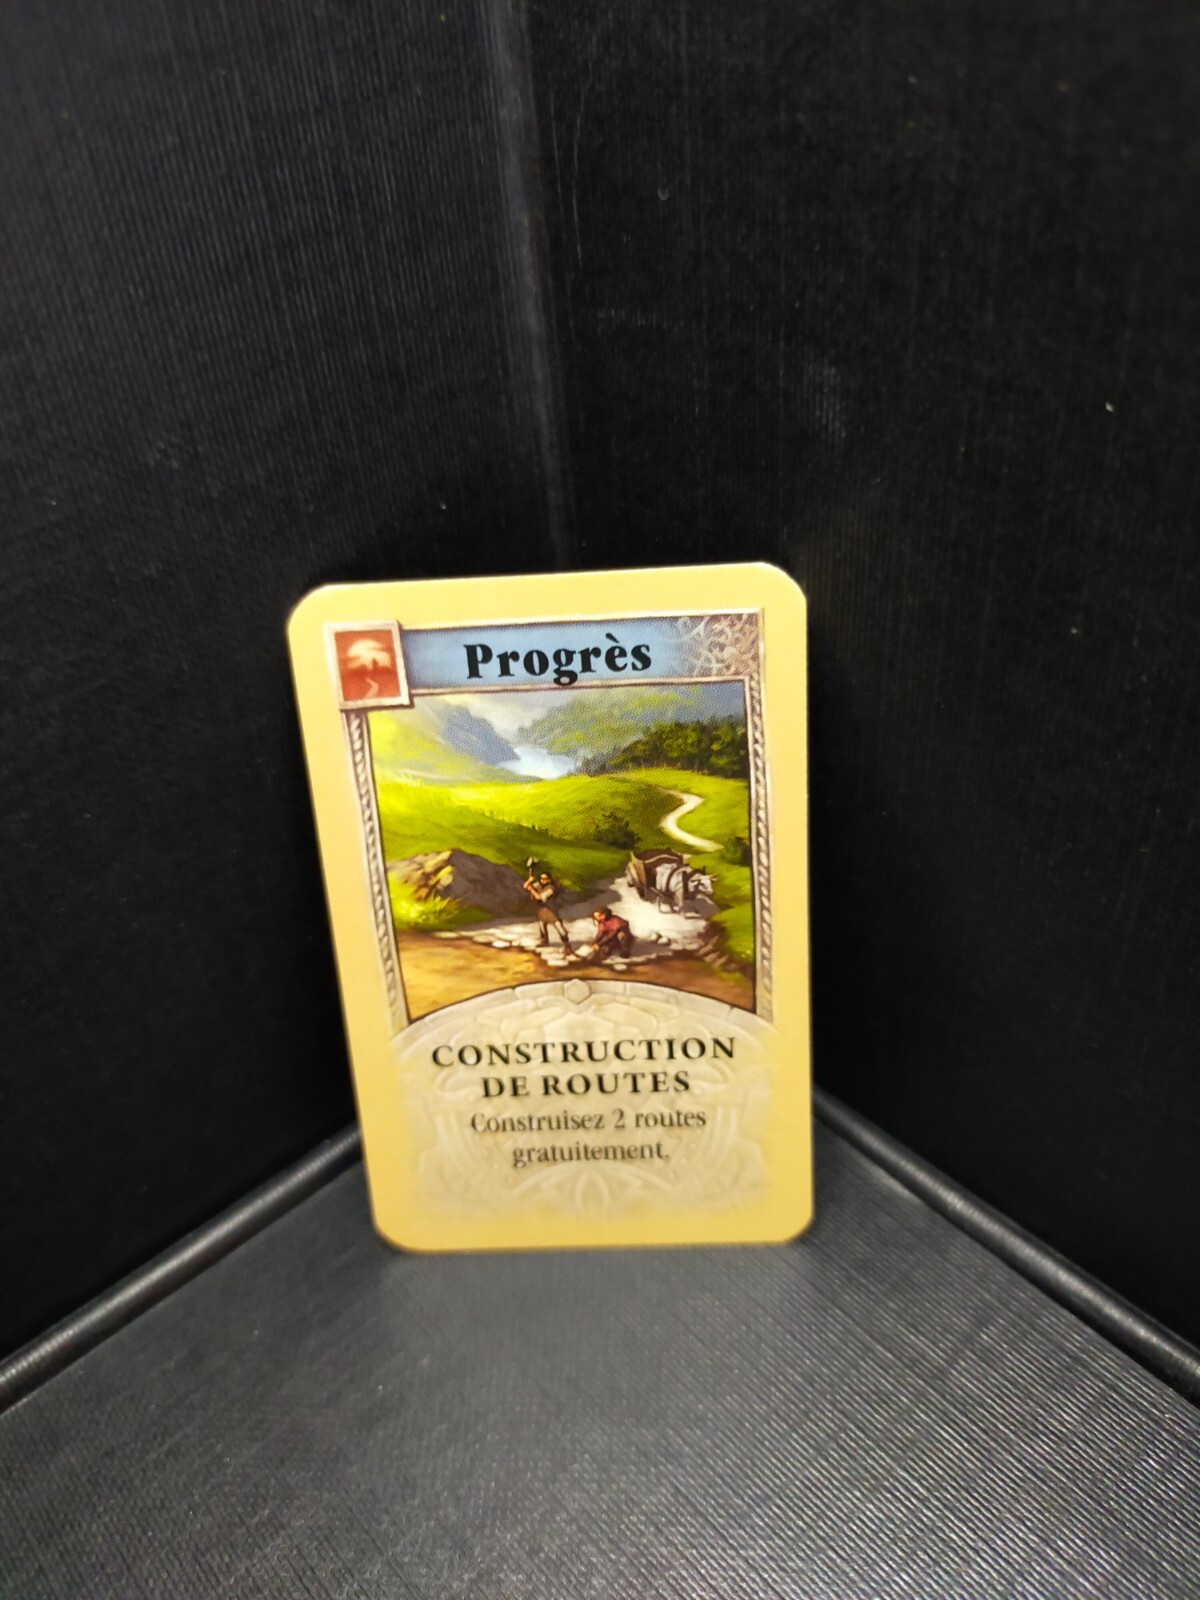 Progrès
CONSTRUCTION
DE ROUTES
Construisez 2 routes
gratuitement.